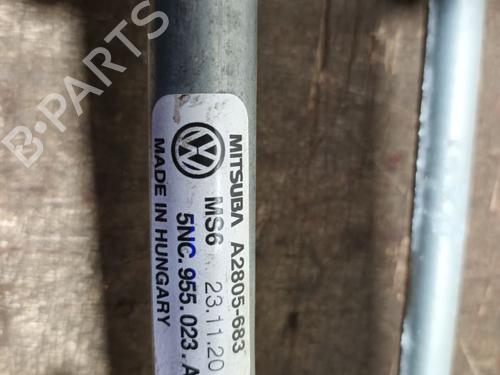 B-PARTS
MITSUBA A2805-683
MS6 23.11.20
5NC.955.023.A
MADE IN HUNGARY